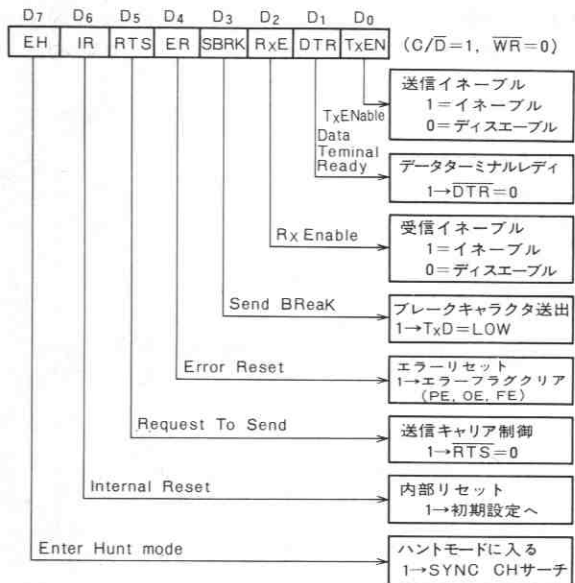 D7 D6 D5 D4 D3 D2 D1 D0
EH IR RTS ER SBRK RxE DTR TxEN (C/D̅=1, W̅R̅=0)
TxENable
送信イネーブル
1=イネーブル
0=ディスエーブル
Data
Teminal
Ready
データターミナルレディ
1→D̅T̅R̅=0
Rx Enable
受信イネーブル
1=イネーブル
0=ディスエーブル
Send BReaK
ブレークキャラクタ送出
1→TxD=LOW
Error Reset
エラーリセット
1→エラーフラグクリア
(PE, OE, FE)
Request To Send
送信キャリア制御
1→R̅T̅S̅=0
Internal Reset
内部リセット
1→初期設定へ
Enter Hunt mode
ハントモードに入る
1→SYNC CHサーチ